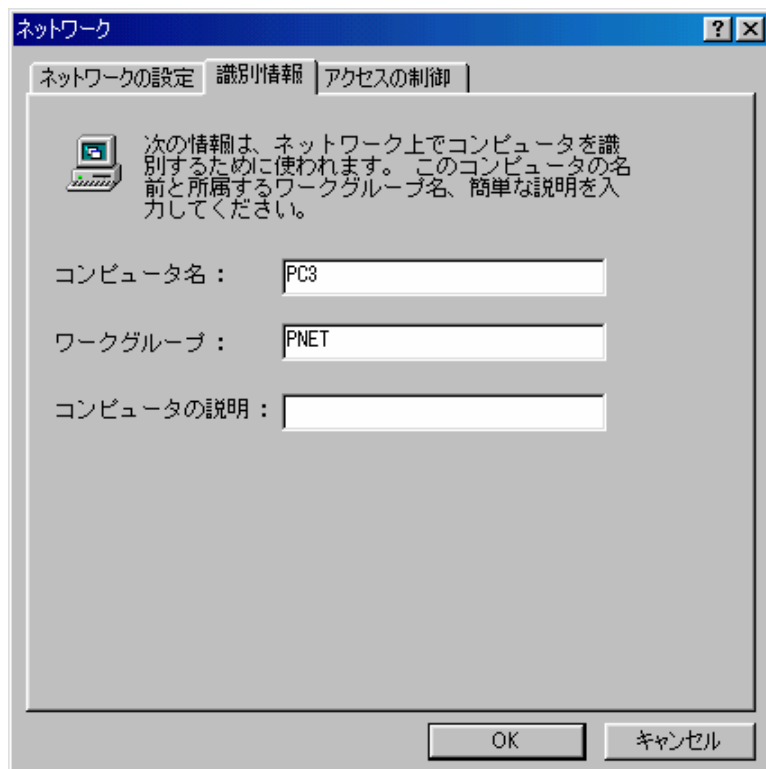 ネットワーク
ネットワークの設定 識別情報 アクセスの制御
次の情報は、ネットワーク上でコンピュータを識
別するために使われます。 このコンピュータの名
前と所属するワークグループ名、簡単な説明を入
力してください。
コンピュータ名： PC3
ワークグループ： PNET
コンピュータの説明：
OK キャンセル